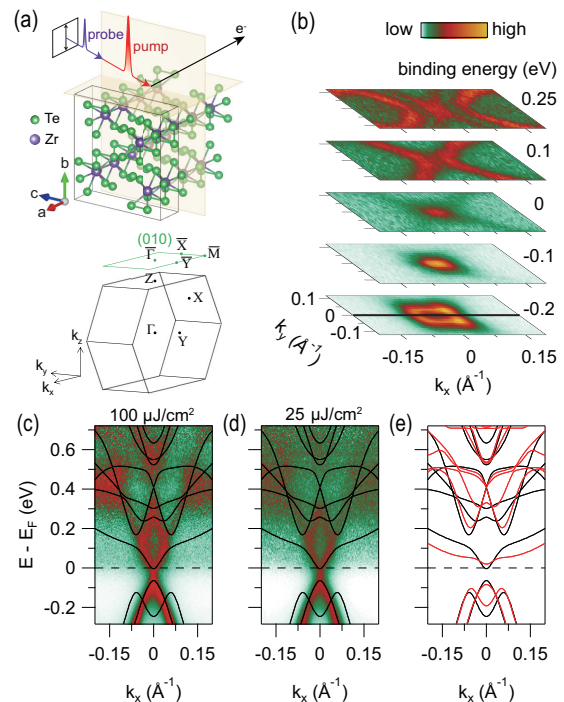 (a)
probe
pump
e-
Te
Zr
b
c
a
(010)
Γ̅
X̅
Y̅
M̅
Z
X
Γ
Y
kz
ky
kx
(b)
low
high
binding energy (eV)
0.25
0.1
0
-0.1
-0.2
0.1
0
-0.1
ky (Å-1)
-0.15
0
0.15
kx (Å-1)
(c)
100 μJ/cm2
(d)
25 μJ/cm2
(e)
E - EF (eV)
0.6
0.4
0.2
0
-0.2
-0.15
0
0.15
kx (Å-1)
-0.15
0
0.15
kx (Å-1)
-0.15
0
0.15
kx (Å-1)